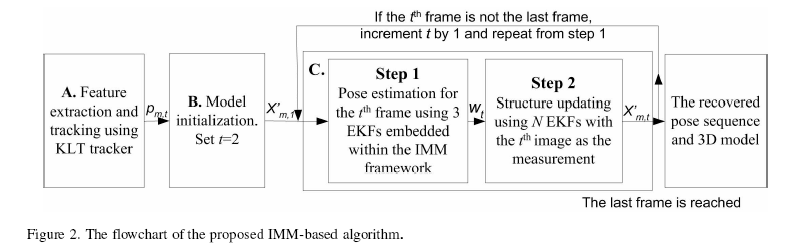 If the tth frame is not the last frame,
increment t by 1 and repeat from step 1
A. Feature
extraction and
tracking using
KLT tracker
pm,t
B. Model
initialization.
Set t=2
X'm,1
C.
Step 1
Pose estimation for
the tth frame using 3
EKFs embedded
within the IMM
framework
wt
Step 2
Structure updating
using N EKFs with
the tth image as the
measurement
X'm,t
The recovered
pose sequence
and 3D model
The last frame is reached
Figure 2. The flowchart of the proposed IMM-based algorithm.